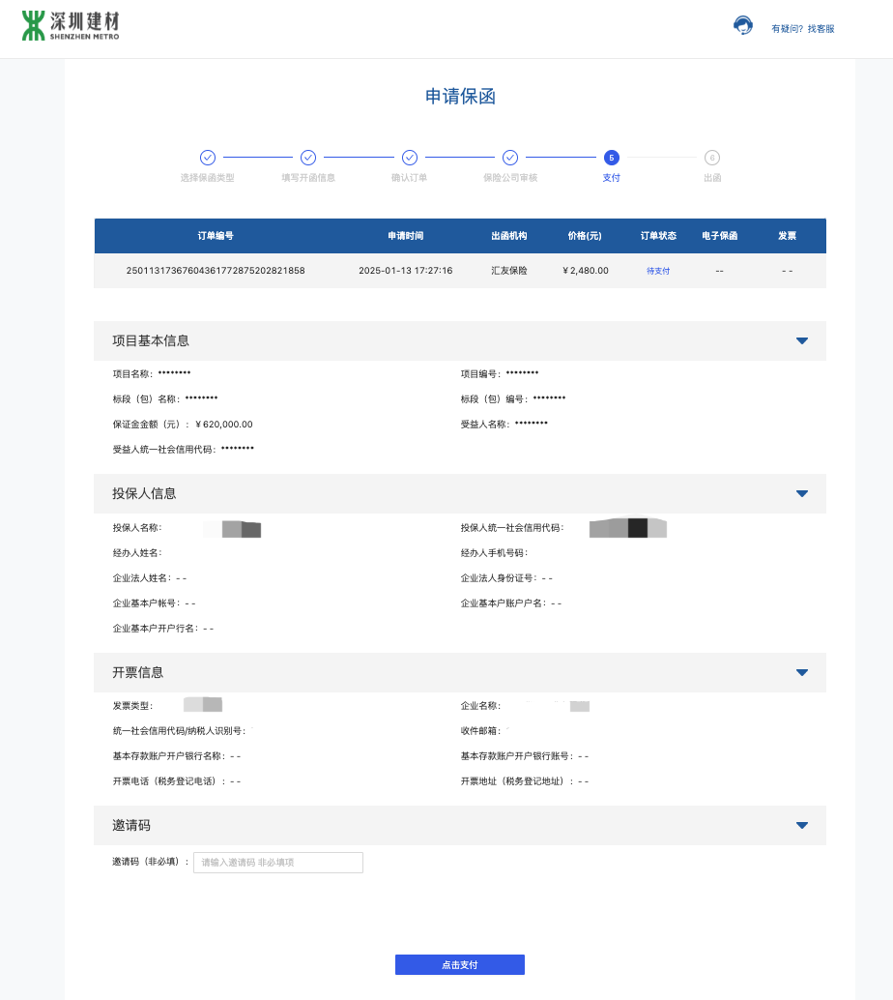 深圳建材
SHENZHEN METRO
有疑问？找客服
申请保函
5
6
选择保函类型
填写开函信息
确认订单
保险公司审核
支付
出函
订单编号 申请时间 出函机构 价格(元) 订单状态 电子保函 发票
2501131736760436177287520282​1858 2025-01-13 17:27:16 汇友保险 ￥2,480.00 待支付 -- - -
项目基本信息
项目名称：********
项目编号：********
标段（包）名称：********
标段（包）编号：********
保证金金额（元）：￥620,000.00
受益人名称：********
受益人统一社会信用代码：********
投保人信息
投保人名称：
投保人统一社会信用代码：
经办人姓名：
经办人手机号码：
企业法人姓名：- -
企业法人身份证号：- -
企业基本户帐号：- -
企业基本户账户户名：- -
企业基本户开户行名：- -
开票信息
发票类型：
企业名称：
统一社会信用代码/纳税人识别号：
收件邮箱：
基本存款账户开户银行名称：- -
基本存款账户开户银行账号：- -
开票电话（税务登记电话）：- -
开票地址（税务登记地址）：- -
邀请码
邀请码（非必填）：
请输入邀请码 非必填项
点击支付